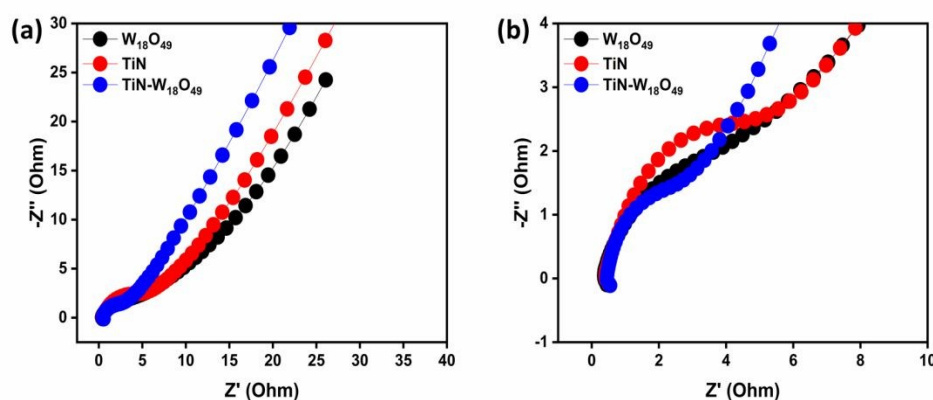 (a)
W₁₈O₄₉
TiN
TiN-W₁₈O₄₉
30
25
20
15
10
5
0
-Z'' (Ohm)
0 5 10 15 20 25 30 35 40
Z' (Ohm)
(b)
W₁₈O₄₉
TiN
TiN-W₁₈O₄₉
4
3
2
1
0
-1
-Z'' (Ohm)
0 2 4 6 8 10
Z' (Ohm)